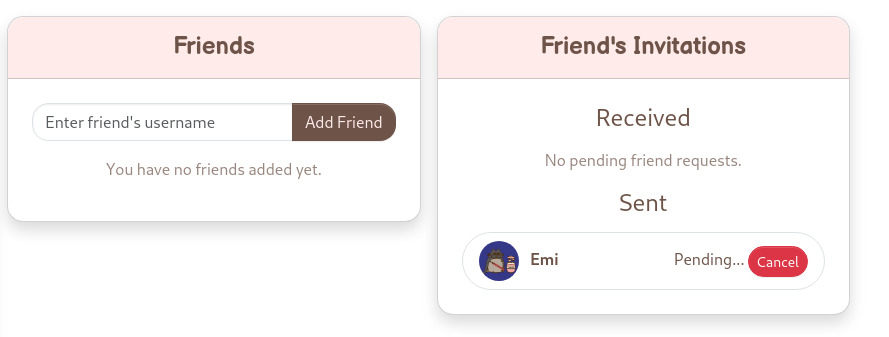 Friends
Enter friend's username
Add Friend
You have no friends added yet.
Friend's Invitations
Received
No pending friend requests.
Sent
Emi
Pending...
Cancel